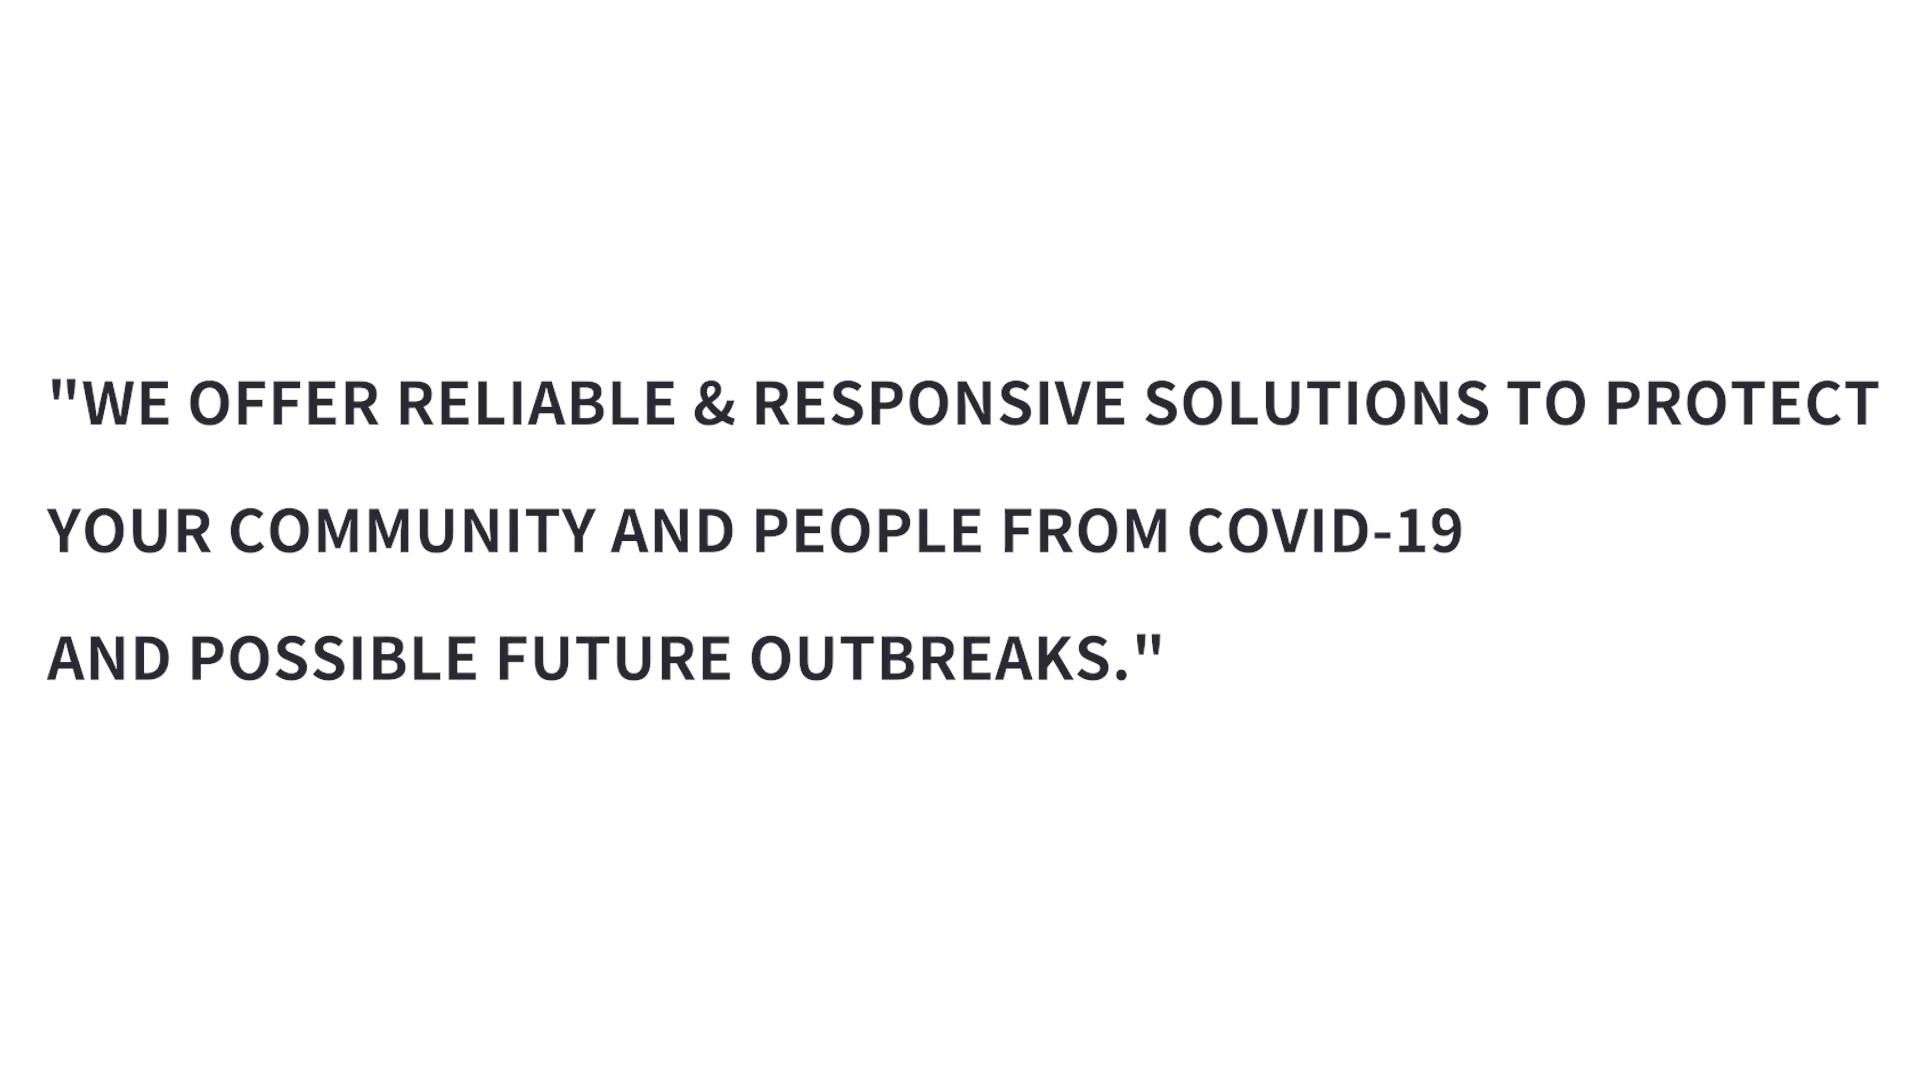 "WE OFFER RELIABLE & RESPONSIVE SOLUTIONS TO PROTECT
YOUR COMMUNITY AND PEOPLE FROM COVID-19
AND POSSIBLE FUTURE OUTBREAKS."